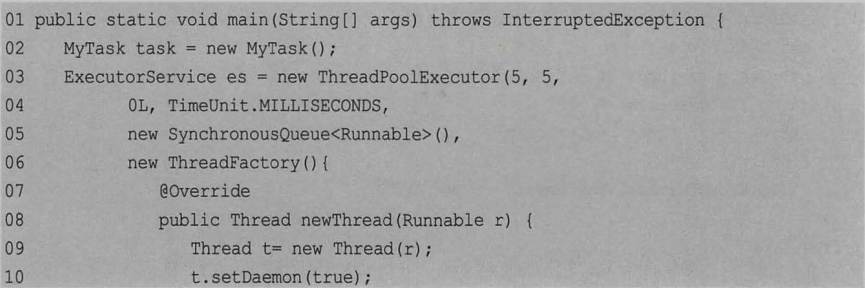 01 public static void main(String[] args) throws InterruptedException {
02    MyTask task = new MyTask();
03    ExecutorService es = new ThreadPoolExecutor(5, 5,
04          0L, TimeUnit.MILLISECONDS,
05          new SynchronousQueue<Runnable>(),
06          new ThreadFactory(){
07             @Override
08             public Thread newThread(Runnable r) {
09                Thread t= new Thread(r);
10                t.setDaemon(true);